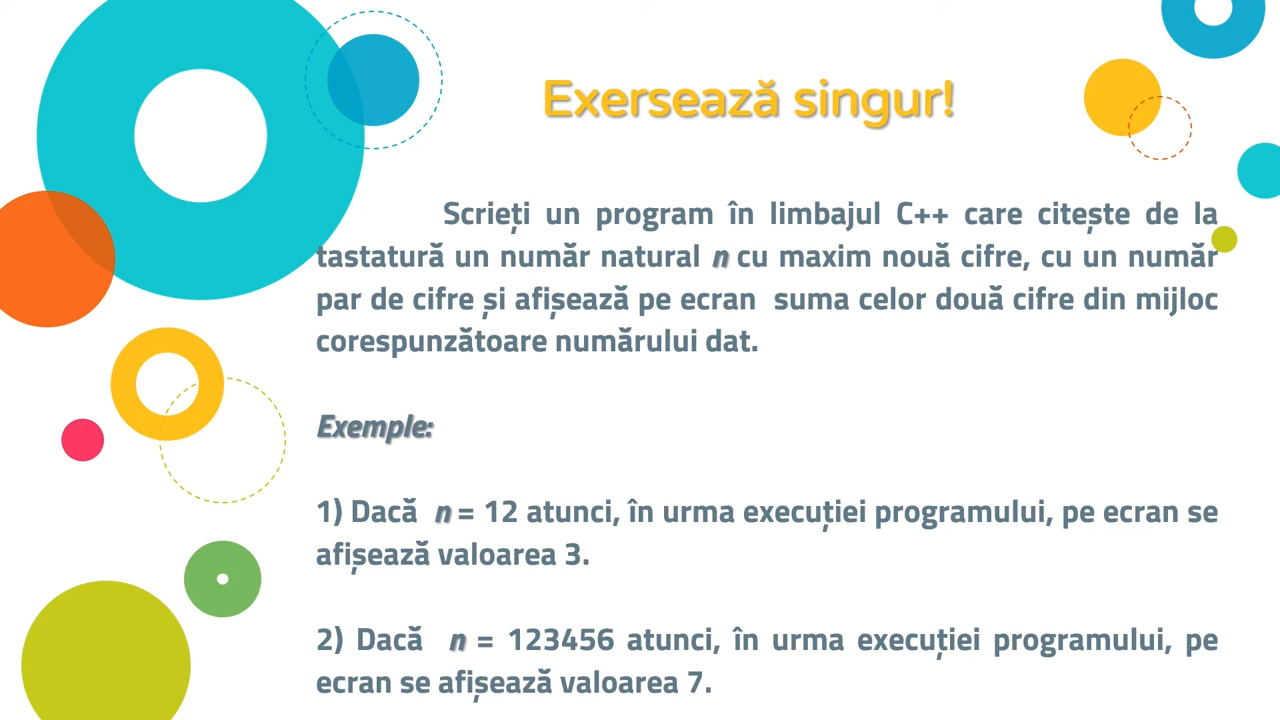 Exersează singur!
Scrieți un program în limbajul C++ care citește de la
tastatură un număr natural n cu maxim nouă cifre, cu un număr
par de cifre și afișează pe ecran suma celor două cifre din mijloc
corespunzătoare numărului dat.
Exemple:
1) Dacă n = 12 atunci, în urma execuției programului, pe ecran se
afișează valoarea 3.
2) Dacă n = 123456 atunci, în urma execuției programului, pe
ecran se afișează valoarea 7.